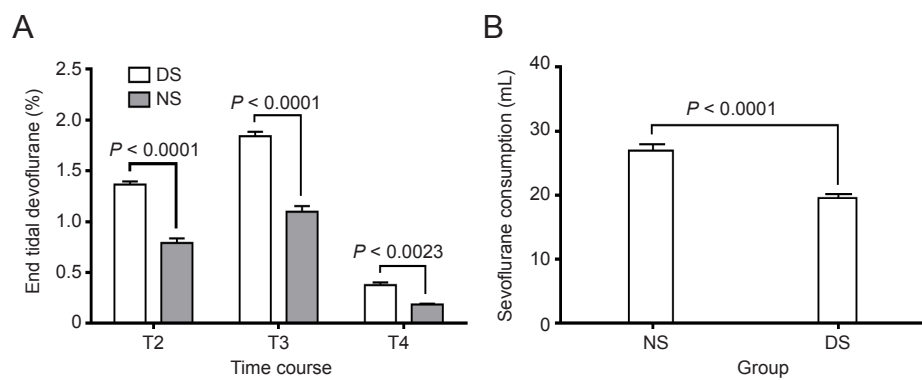 A
End tidal devoflurane (%)
2.5
2.0
1.5
1.0
0.5
0
DS
NS
P < 0.0001
P < 0.0001
P < 0.0023
T2
T3
T4
Time course
B
Sevoflurane consumption (mL)
40
30
20
10
0
P < 0.0001
NS
DS
Group